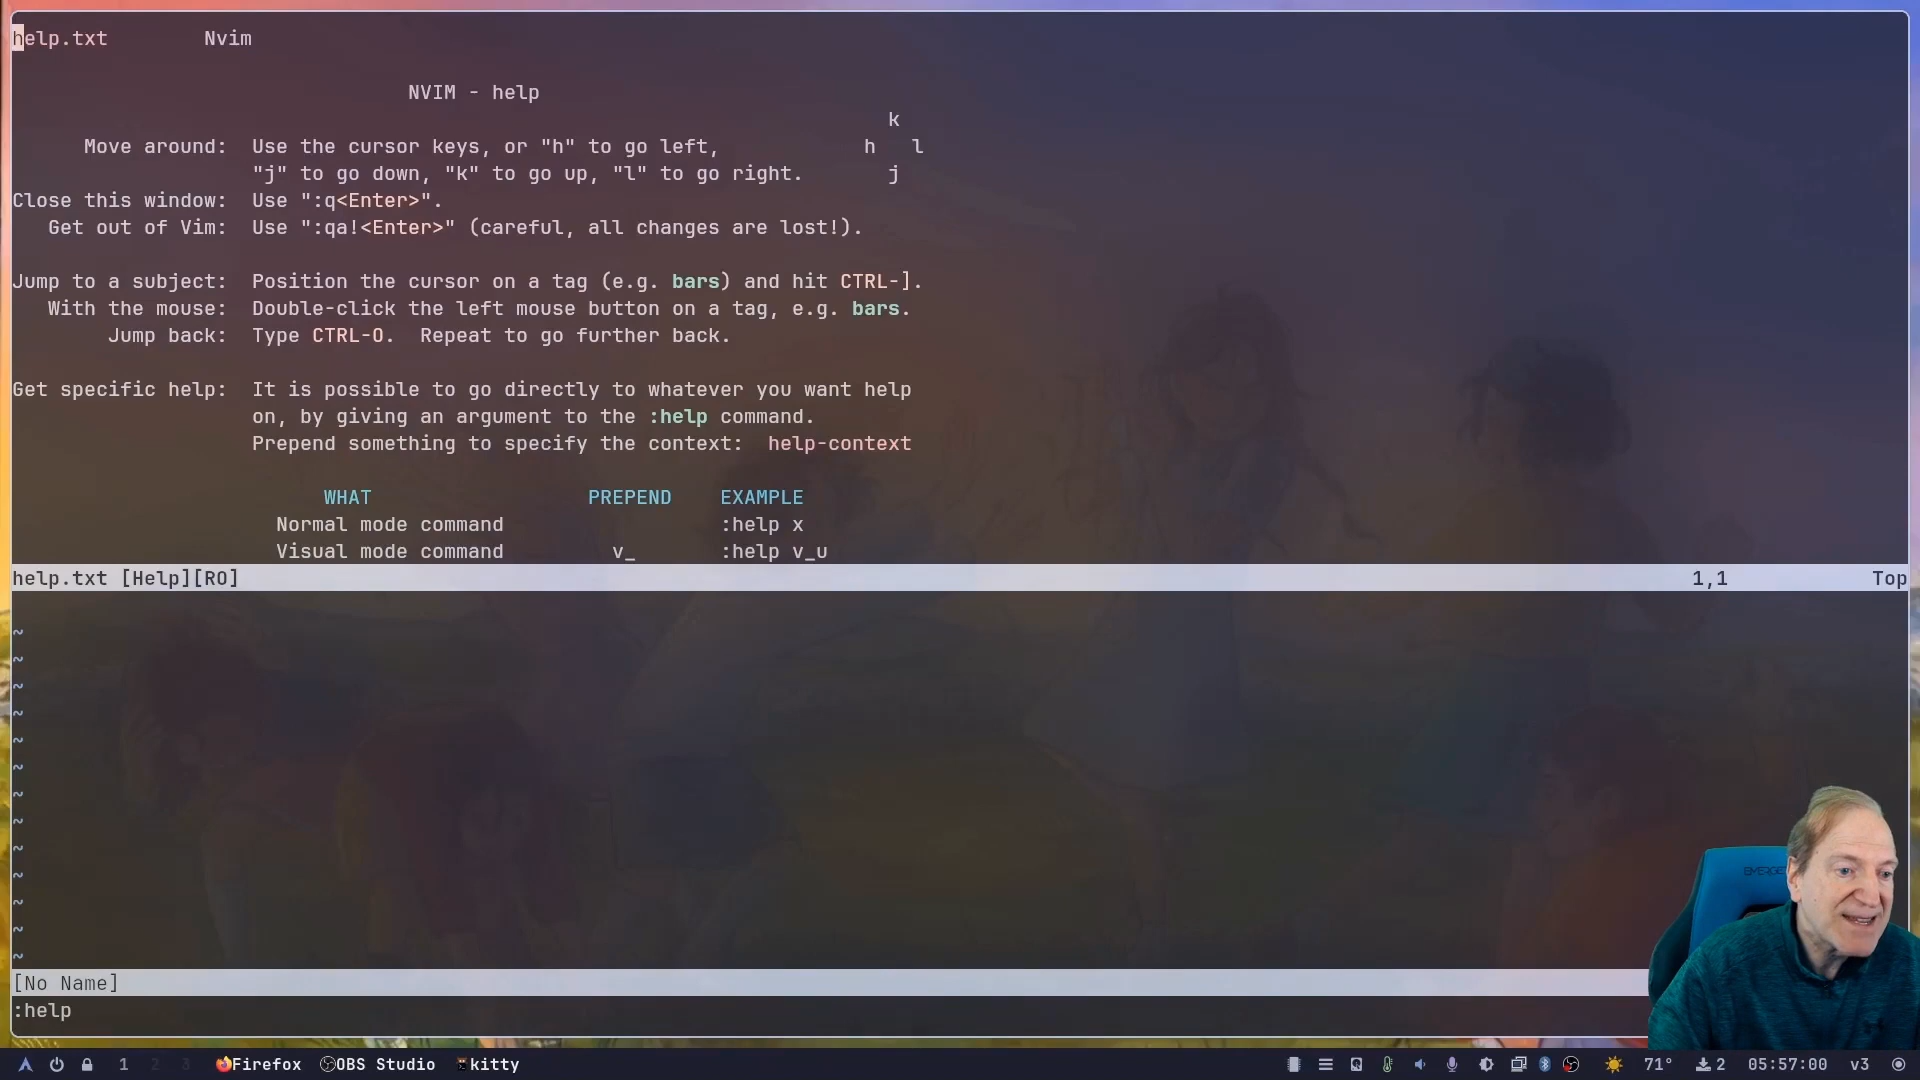 help.txt Nvim
NVIM - help
k
Move around: Use the cursor keys, or "h" to go left, h l
"j" to go down, "k" to go up, "l" to go right. j
Close this window: Use ":q<Enter>".
Get out of Vim: Use ":qa!<Enter>" (careful, all changes are lost!).
Jump to a subject: Position the cursor on a tag (e.g. bars) and hit CTRL-].
With the mouse: Double-click the left mouse button on a tag, e.g. bars.
Jump back: Type CTRL-O. Repeat to go further back.
Get specific help: It is possible to go directly to whatever you want help
on, by giving an argument to the :help command.
Prepend something to specify the context: help-context
WHAT PREPEND EXAMPLE
Normal mode command :help x
Visual mode command v_ :help v_u
help.txt [Help][RO] 1,1 Top
~
~
~
~
~
~
~
~
~
~
~
~
~
[No Name]
:help
1 2 3 Firefox OBS Studio kitty 71° 2 05:57:00 v3